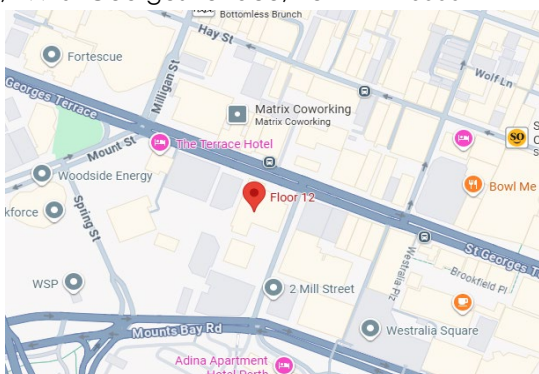 Bottomless Brunch
Hay St
Fortescue
Milligan St
Wolf Ln
Georges Terrace
Matrix Coworking
Matrix Coworking
SO
The Terrace Hotel
Mount St
Woodside Energy
Bowl Me
Floor 12
kforce
Spring St
St Georges T
Westralia Plz
Brookfield Pl
WSP
2 Mill Street
Mounts Bay Rd
Westralia Square
Adina Apartment
Hotel Perth